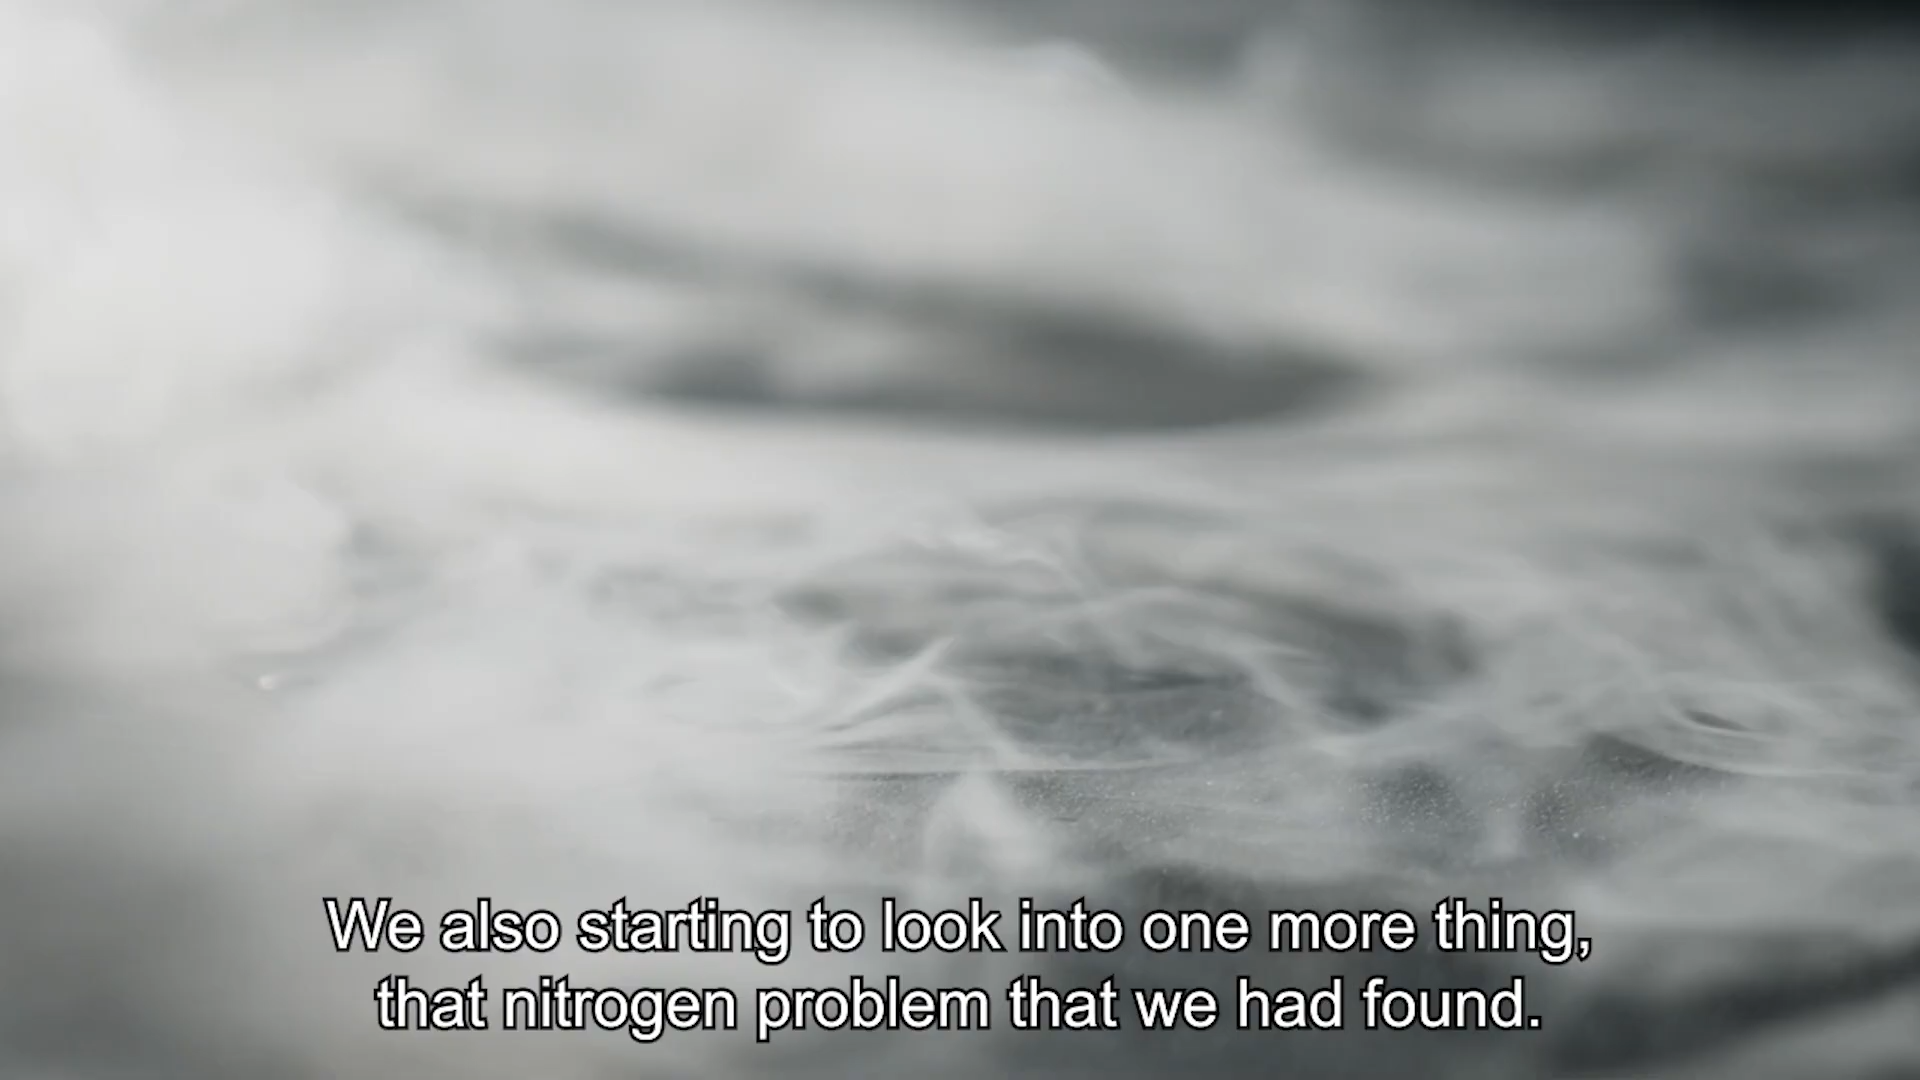 We also starting to look into one more thing,
that nitrogen problem that we had found.